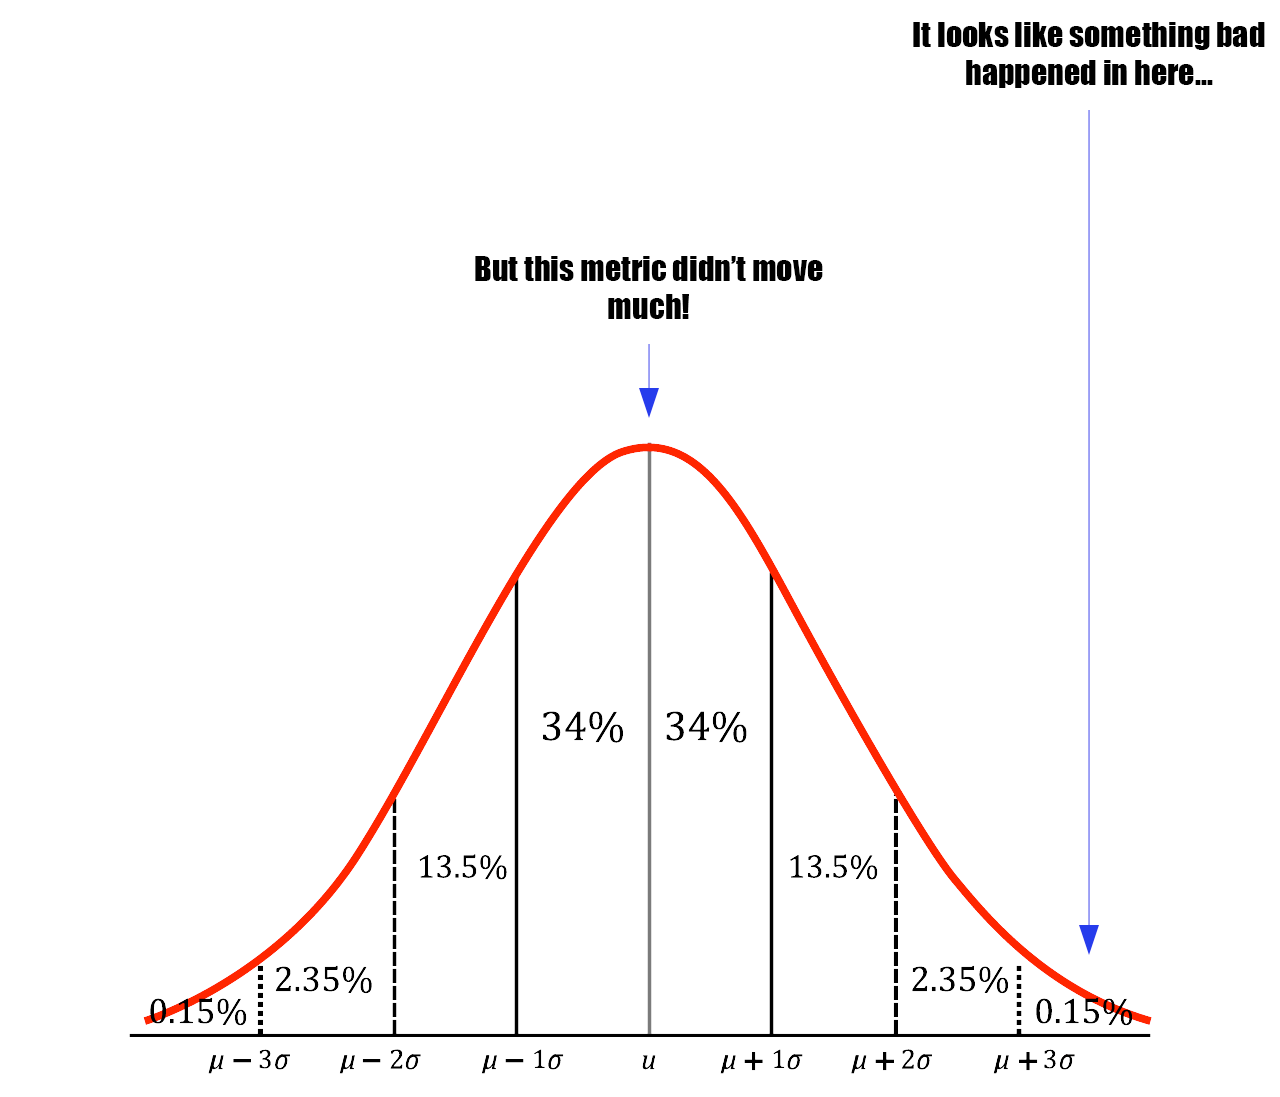 It looks like something bad
happened in here...
But this metric didn’t move
much!
34% 34%
13.5% 13.5%
2.35% 2.35%
0.15% 0.15%
μ − 3σ μ − 2σ μ − 1σ u μ + 1σ μ + 2σ μ + 3σ